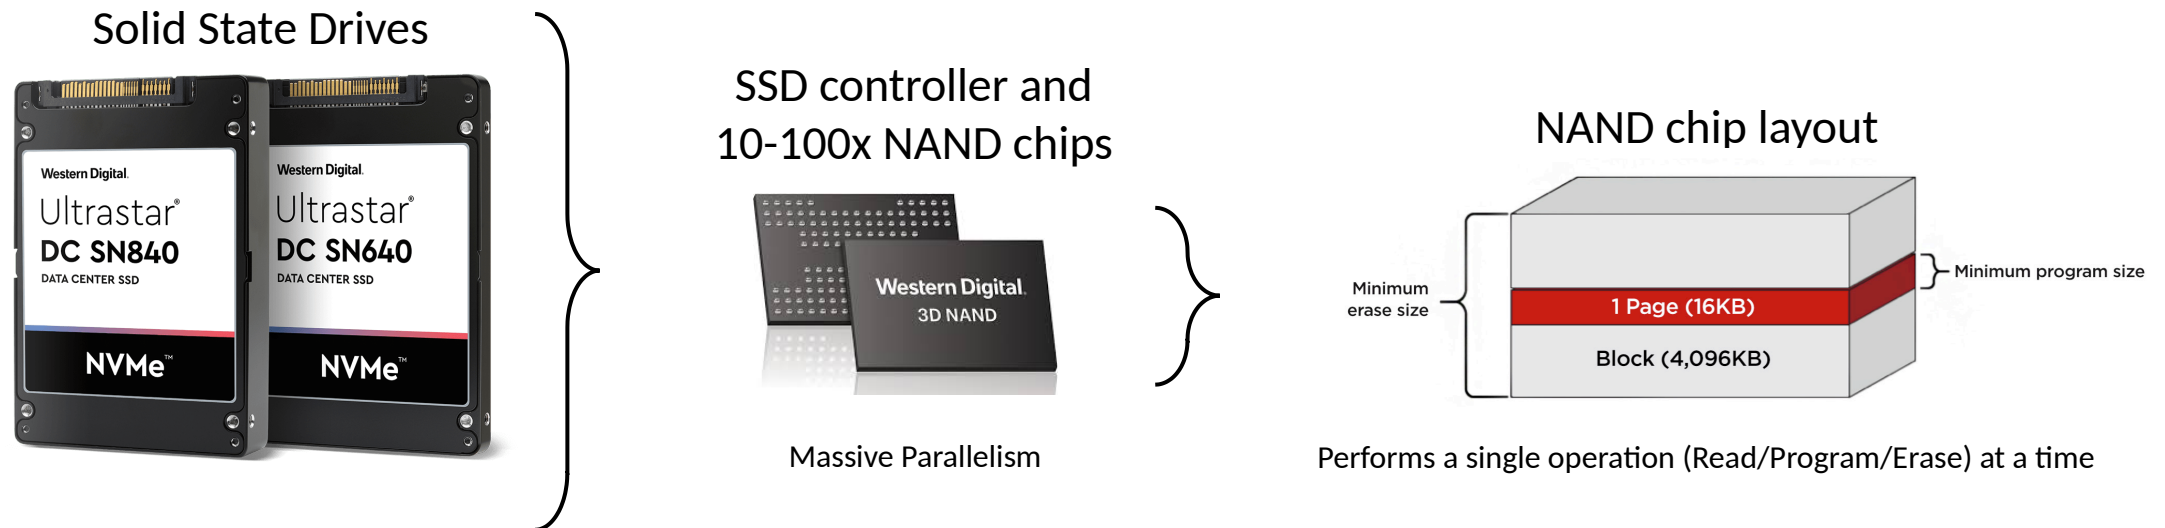 Solid State Drives
Western Digital.
Ultrastar®
DC SN840
DATA CENTER SSD
NVMe™
Western Digital.
Ultrastar®
DC SN640
DATA CENTER SSD
NVMe™
SSD controller and
10-100x NAND chips
Western Digital.
3D NAND
Massive Parallelism
NAND chip layout
Minimum
erase size
1 Page (16KB)
Block (4,096KB)
Minimum program size
Performs a single operation (Read/Program/Erase) at a time